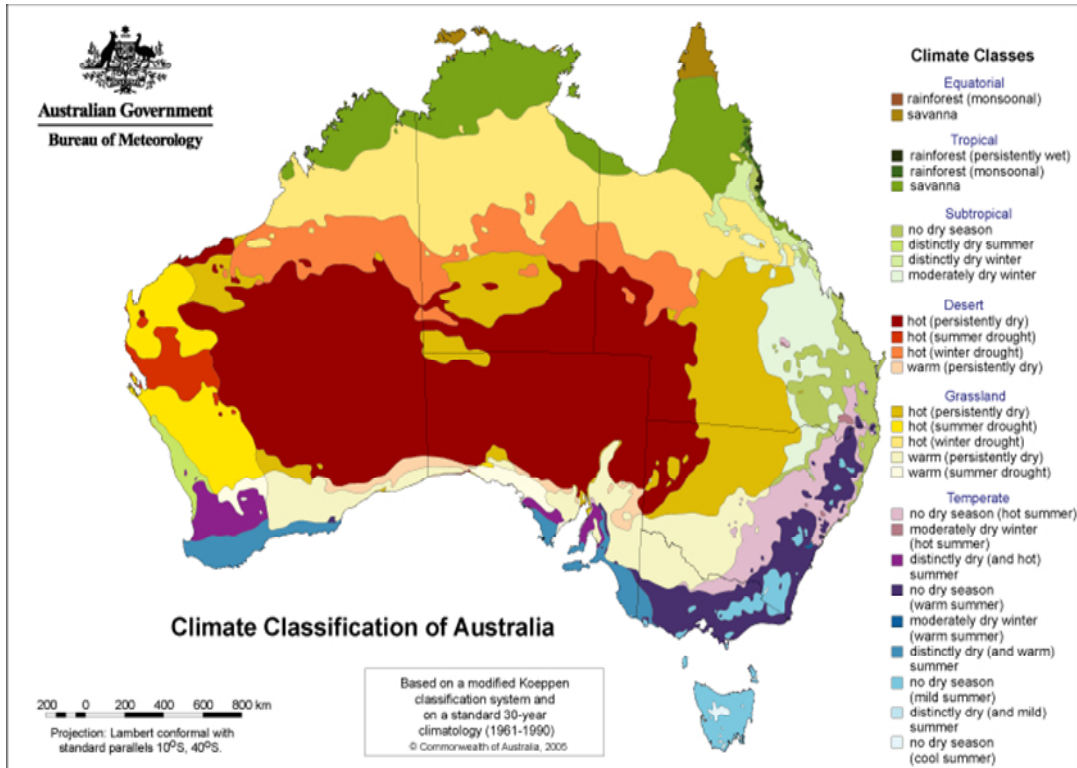 Australian Government
Bureau of Meteorology
Climate Classes
Equatorial
rainforest (monsoonal)
savanna
Tropical
rainforest (persistently wet)
rainforest (monsoonal)
savanna
Subtropical
no dry season
distinctly dry summer
distinctly dry winter
moderately dry winter
Desert
hot (persistently dry)
hot (summer drought)
hot (winter drought)
warm (persistently dry)
Grassland
hot (persistently dry)
hot (summer drought)
hot (winter drought)
warm (persistently dry)
warm (summer drought)
Temperate
no dry season (hot summer)
moderately dry winter
(hot summer)
distinctly dry (and hot)
summer
no dry season
(warm summer)
moderately dry winter
(warm summer)
distinctly dry (and warm)
summer
no dry season
(mild summer)
distinctly dry (and mild)
summer
no dry season
(cool summer)
Climate Classification of Australia
Based on a modified Koeppen
classification system and
on a standard 30-year
climatology (1961-1990)
© Commonwealth of Australia, 2005
200 0 200 400 600 800 km
Projection: Lambert conformal with
standard parallels 10°S, 40°S.